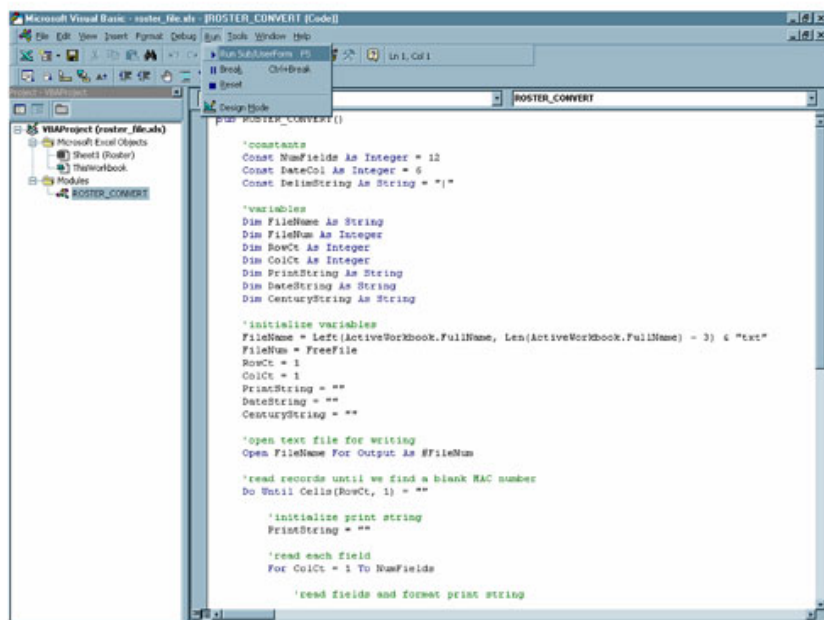 Microsoft Visual Basic - roster_file.xls - [ROSTER_CONVERT (Code)]
File Edit View Insert Format Debug Run Tools Window Help
Run Sub/UserForm F5
Break Ctrl+Break
Reset
Design Mode
Ln 1, Col 1
Project - VBAProject
VBAProject (roster_file.xls)
Microsoft Excel Objects
Sheet1 (Roster)
ThisWorkbook
Modules
ROSTER_CONVERT
ROSTER_CONVERT
Sub ROSTER_CONVERT()
'constants
Const NumFields As Integer = 12
Const DateCol As Integer = 6
Const DelimString As String = "|"
'variables
Dim FileName As String
Dim FileNum As Integer
Dim RowCt As Integer
Dim ColCt As Integer
Dim PrintString As String
Dim DateString As String
Dim CenturyString As String
'initialize variables
FileName = Left(ActiveWorkbook.FullName, Len(ActiveWorkbook.FullName) - 3) & "txt"
FileNum = FreeFile
RowCt = 1
ColCt = 1
PrintString = ""
DateString = ""
CenturyString = ""
'open text file for writing
Open FileName For Output As #FileNum
'read records until we find a blank MAC number
Do Until Cells(RowCt, 1) = ""
'initialize print string
PrintString = ""
'read each field
For ColCt = 1 To NumFields
'read fields and format print string